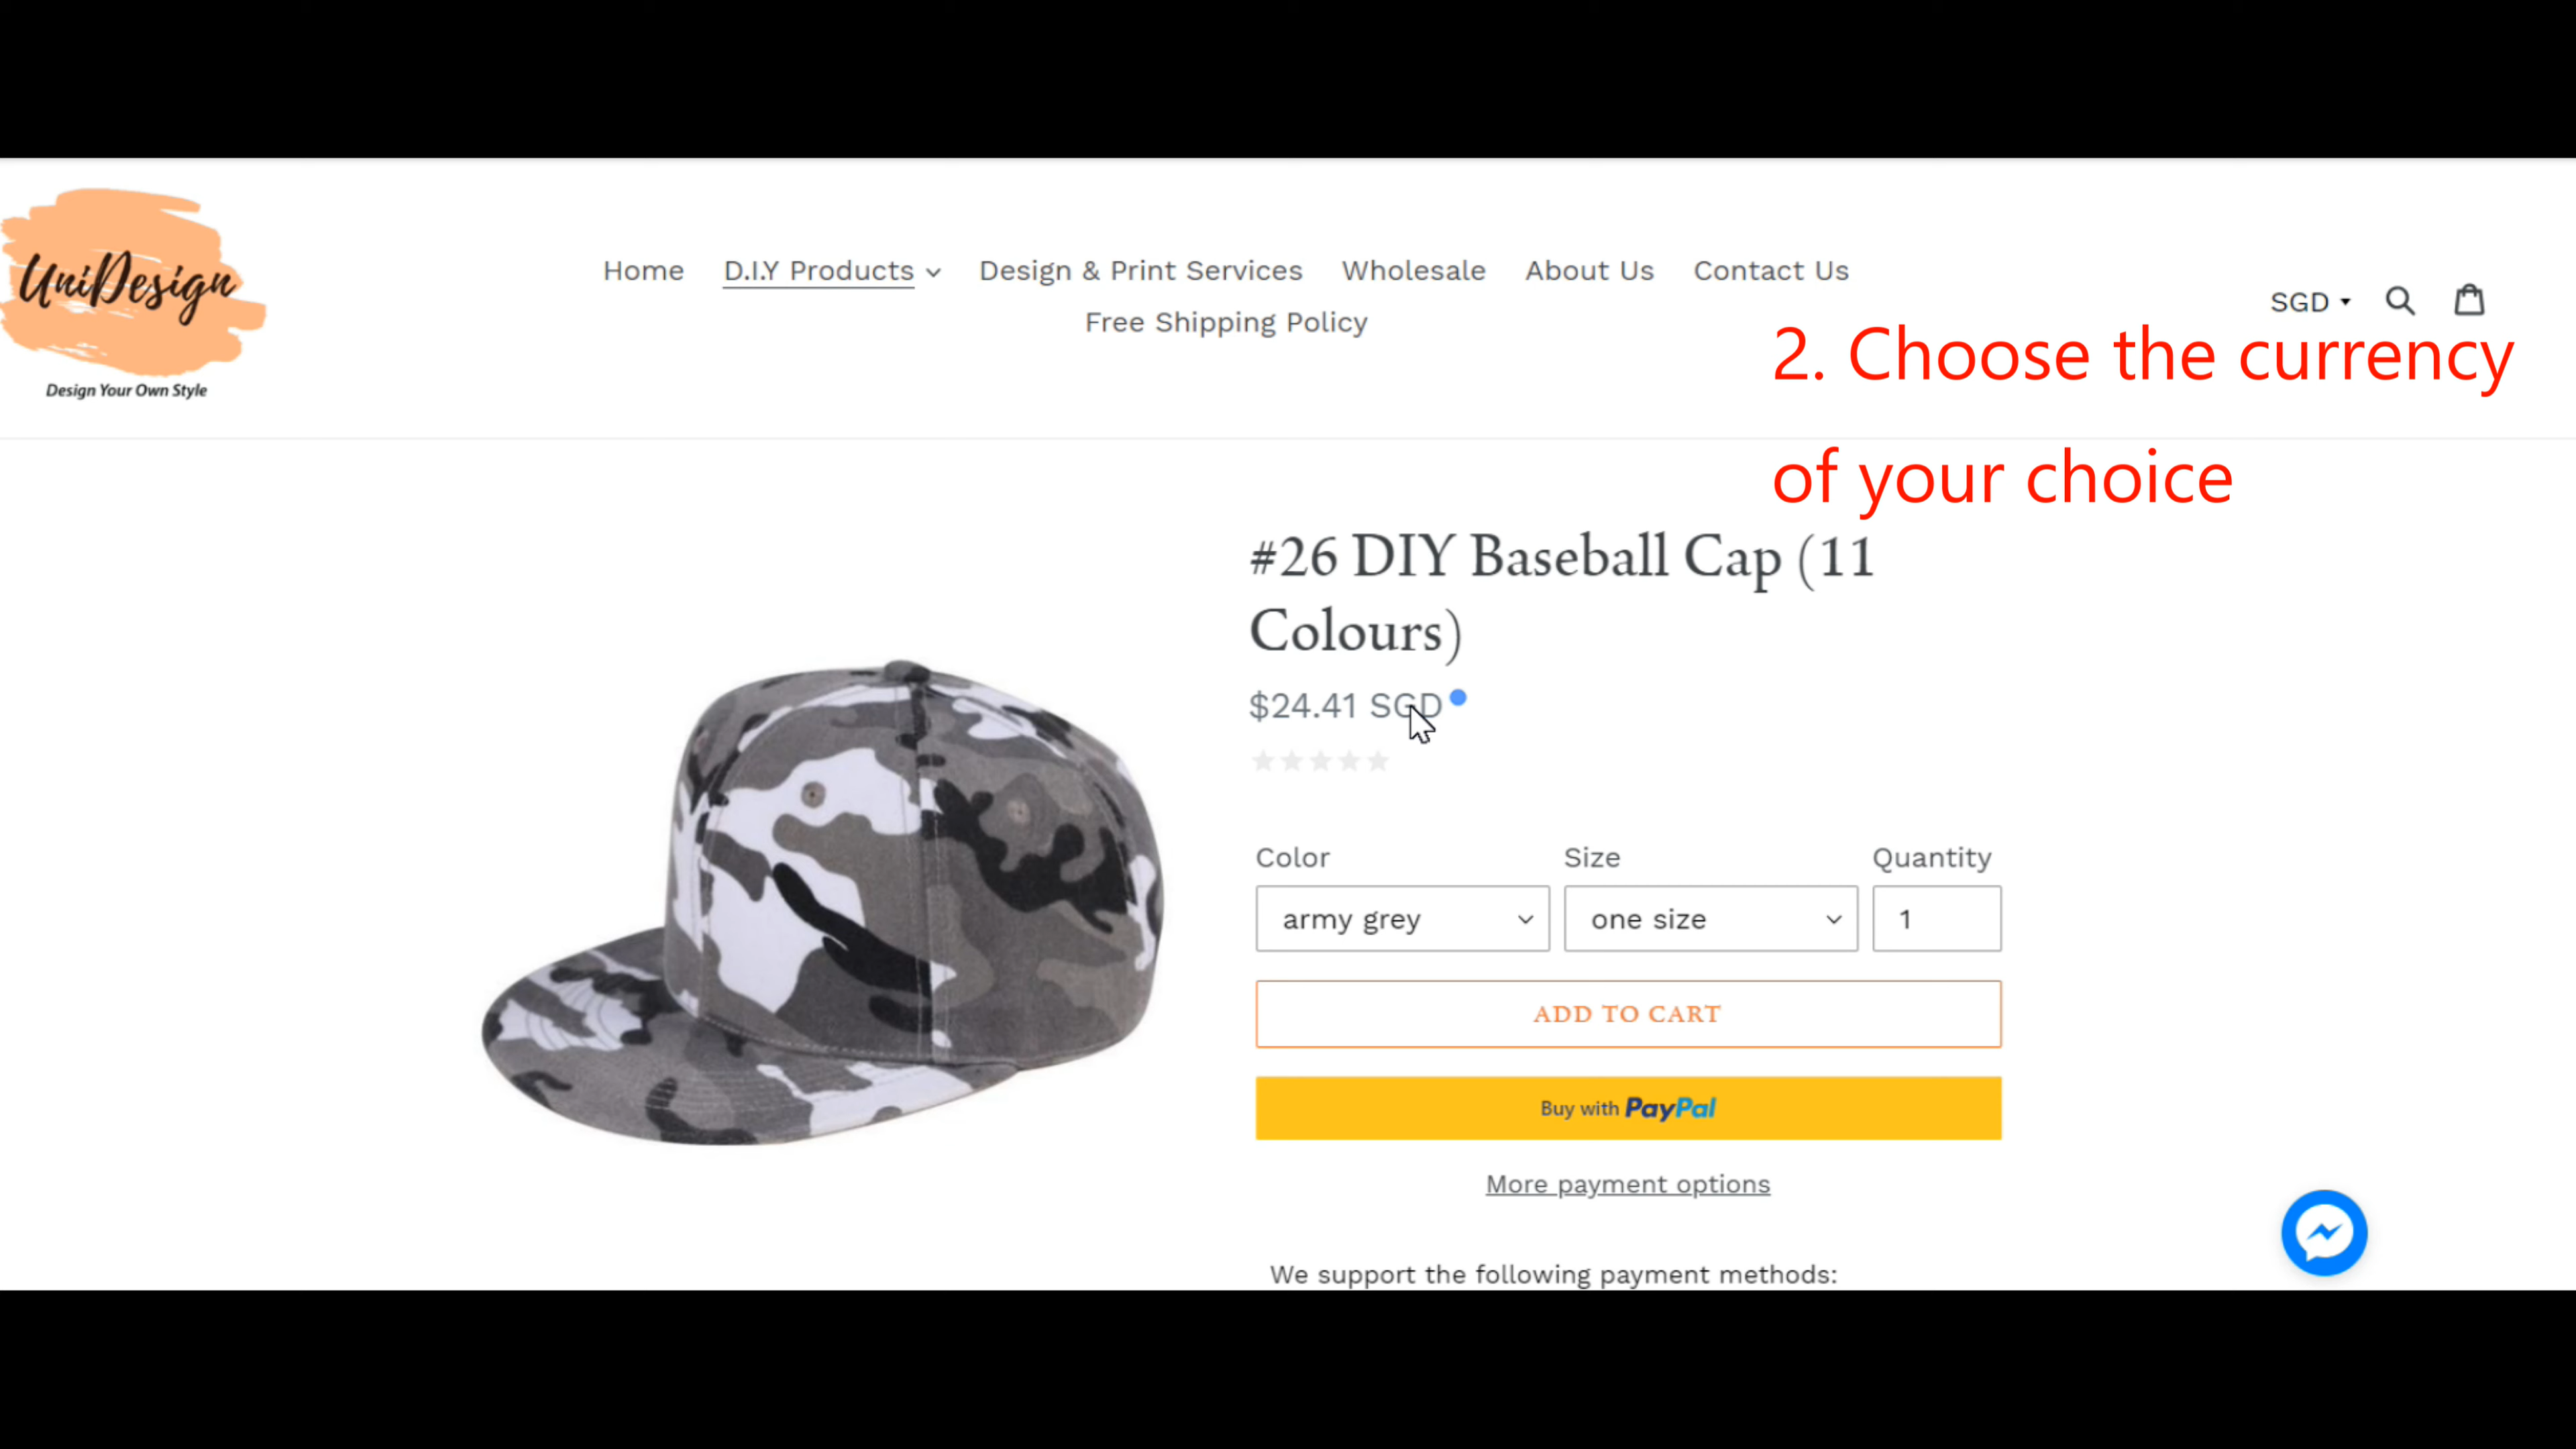 UniDesign
Design Your Own Style
Home D.I.Y Products Design & Print Services Wholesale About Us Contact Us
Free Shipping Policy
SGD
2. Choose the currency
of your choice
#26 DIY Baseball Cap (11
Colours)
$24.41 SGD
Color Size Quantity
army grey one size 1
ADD TO CART
Buy with PayPal
More payment options
We support the following payment methods: